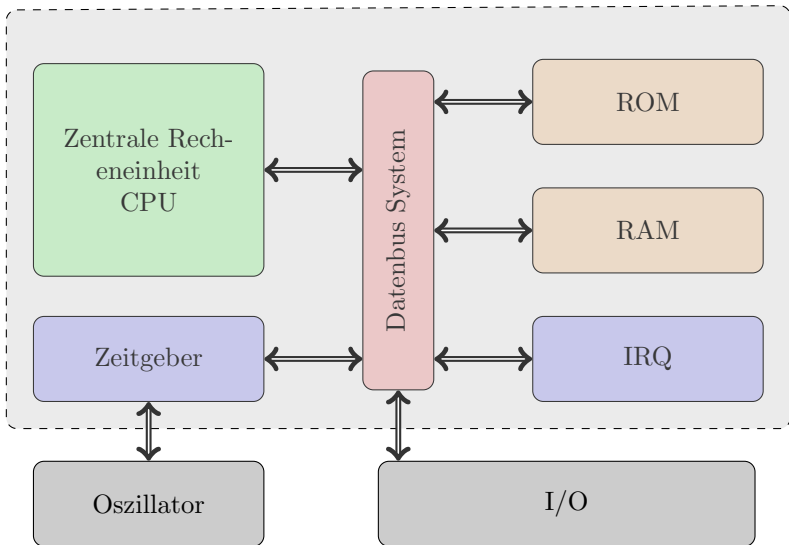 Zentrale Rech-
eneinheit
CPU
Datenbus System
ROM
RAM
Zeitgeber
IRQ
Oszillator
I/O